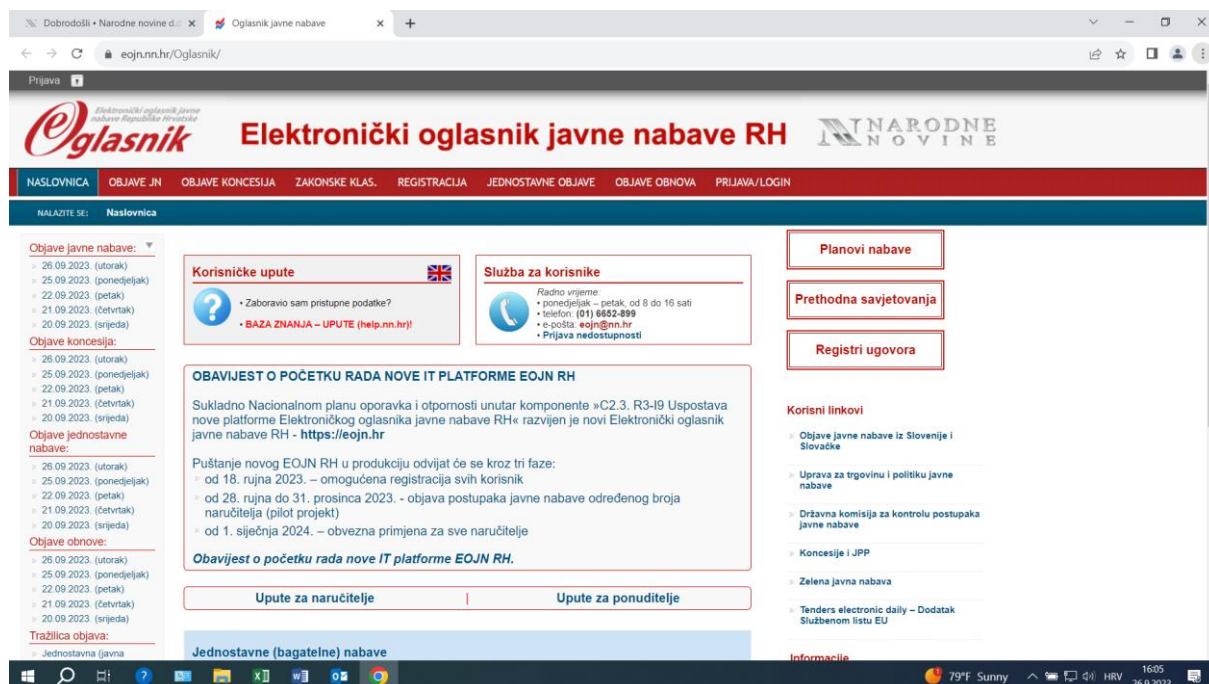 Dobrodošli • Narodne novine d.
Oglasnik javne nabave
eojn.nn.hr/Oglasnik/
Prijava
Elektronički oglasnik javne
nabave Republike Hrvatske
Oglasnik
Elektronički oglasnik javne nabave RH
NARODNE
NOVINE
NASLOVNICA OBJAVE JN OBJAVE KONCESIJA ZAKONSKE KLAS. REGISTRACIJA JEDNOSTAVNE OBJAVE OBJAVE OBNOVA PRIJAVA/LOGIN
NALAZITE SE: Naslovnica
Objave javne nabave:
26.09.2023. (utorak)
25.09.2023. (ponedjeljak)
22.09.2023. (petak)
21.09.2023. (četvrtak)
20.09.2023. (srijeda)
Objave koncesija:
26.09.2023. (utorak)
25.09.2023. (ponedjeljak)
22.09.2023. (petak)
21.09.2023. (četvrtak)
20.09.2023. (srijeda)
Objave jednostavne
nabave:
26.09.2023. (utorak)
25.09.2023. (ponedjeljak)
22.09.2023. (petak)
21.09.2023. (četvrtak)
20.09.2023. (srijeda)
Objave obnove:
26.09.2023. (utorak)
25.09.2023. (ponedjeljak)
22.09.2023. (petak)
21.09.2023. (četvrtak)
20.09.2023. (srijeda)
Tražilica objava:
Jednostavna (javna
Korisničke upute
• Zaboravio sam pristupne podatke?
• BAZA ZNANJA – UPUTE (help.nn.hr)!
Služba za korisnike
Radno vrijeme:
• ponedjeljak – petak, od 8 do 16 sati
• telefon: (01) 6652-899
• e-pošta: eojn@nn.hr
• Prijava nedostupnosti
OBAVIJEST O POČETKU RADA NOVE IT PLATFORME EOJN RH
Sukladno Nacionalnom planu oporavka i otpornosti unutar komponente »C2.3. R3-I9 Uspostava
nove platforme Elektroničkog oglasnika javne nabave RH« razvijen je novi Elektronički oglasnik
javne nabave RH - https://eojn.hr
Puštanje novog EOJN RH u produkciju odvijat će se kroz tri faze:
od 18. rujna 2023. – omogućena registracija svih korisnik
od 28. rujna do 31. prosinca 2023. - objava postupaka javne nabave određenog broja
naručitelja (pilot projekt)
od 1. siječnja 2024. – obvezna primjena za sve naručitelje
Obavijest o početku rada nove IT platforme EOJN RH.
Upute za naručitelje | Upute za ponuditelje
Jednostavne (bagatelne) nabave
Planovi nabave
Prethodna savjetovanja
Registri ugovora
Korisni linkovi
Objave javne nabave iz Slovenije i
Slovačke
Uprava za trgovinu i politiku javne
nabave
Državna komisija za kontrolu postupaka
javne nabave
Koncesije i JPP
Zelena javna nabava
Tenders electronic daily – Dodatak
Službenom listu EU
Informacije
79°F Sunny HRV 16:05
26.9.2023